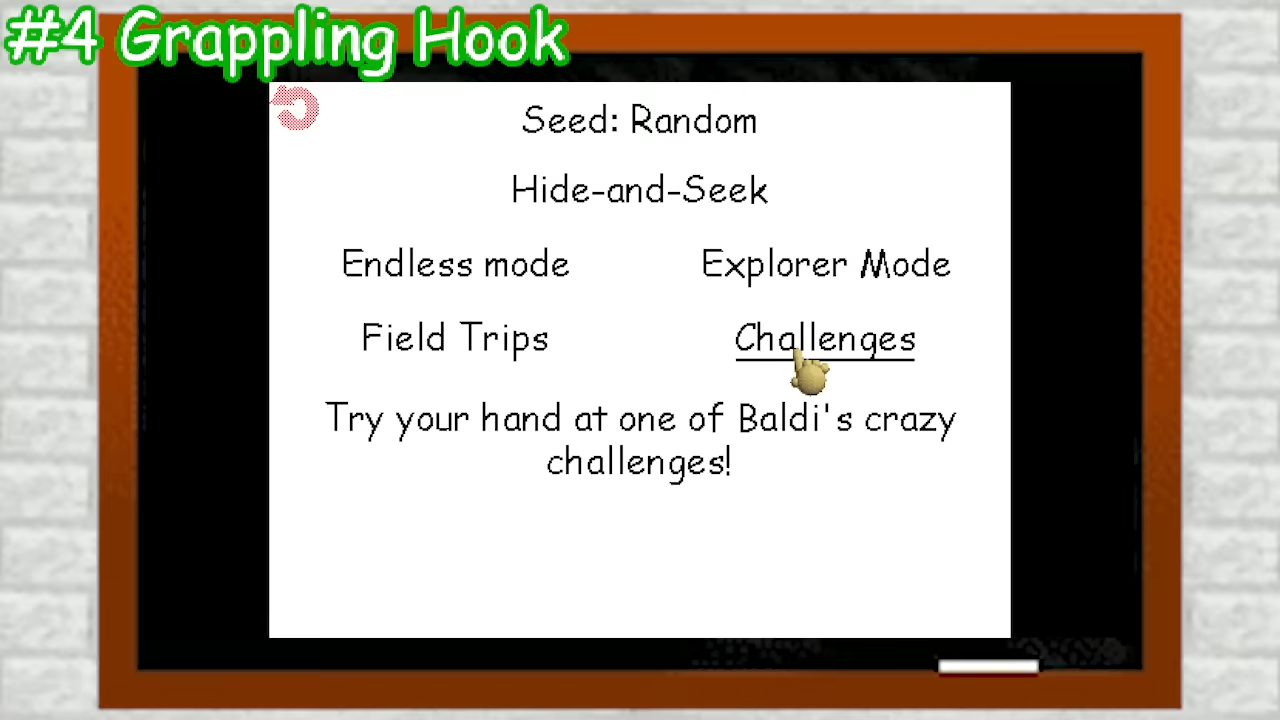 #4 Grappling Hook
Seed: Random
Hide-and-Seek
Endless mode
Explorer Mode
Field Trips
Challenges
Try your hand at one of Baldi's crazy
challenges!